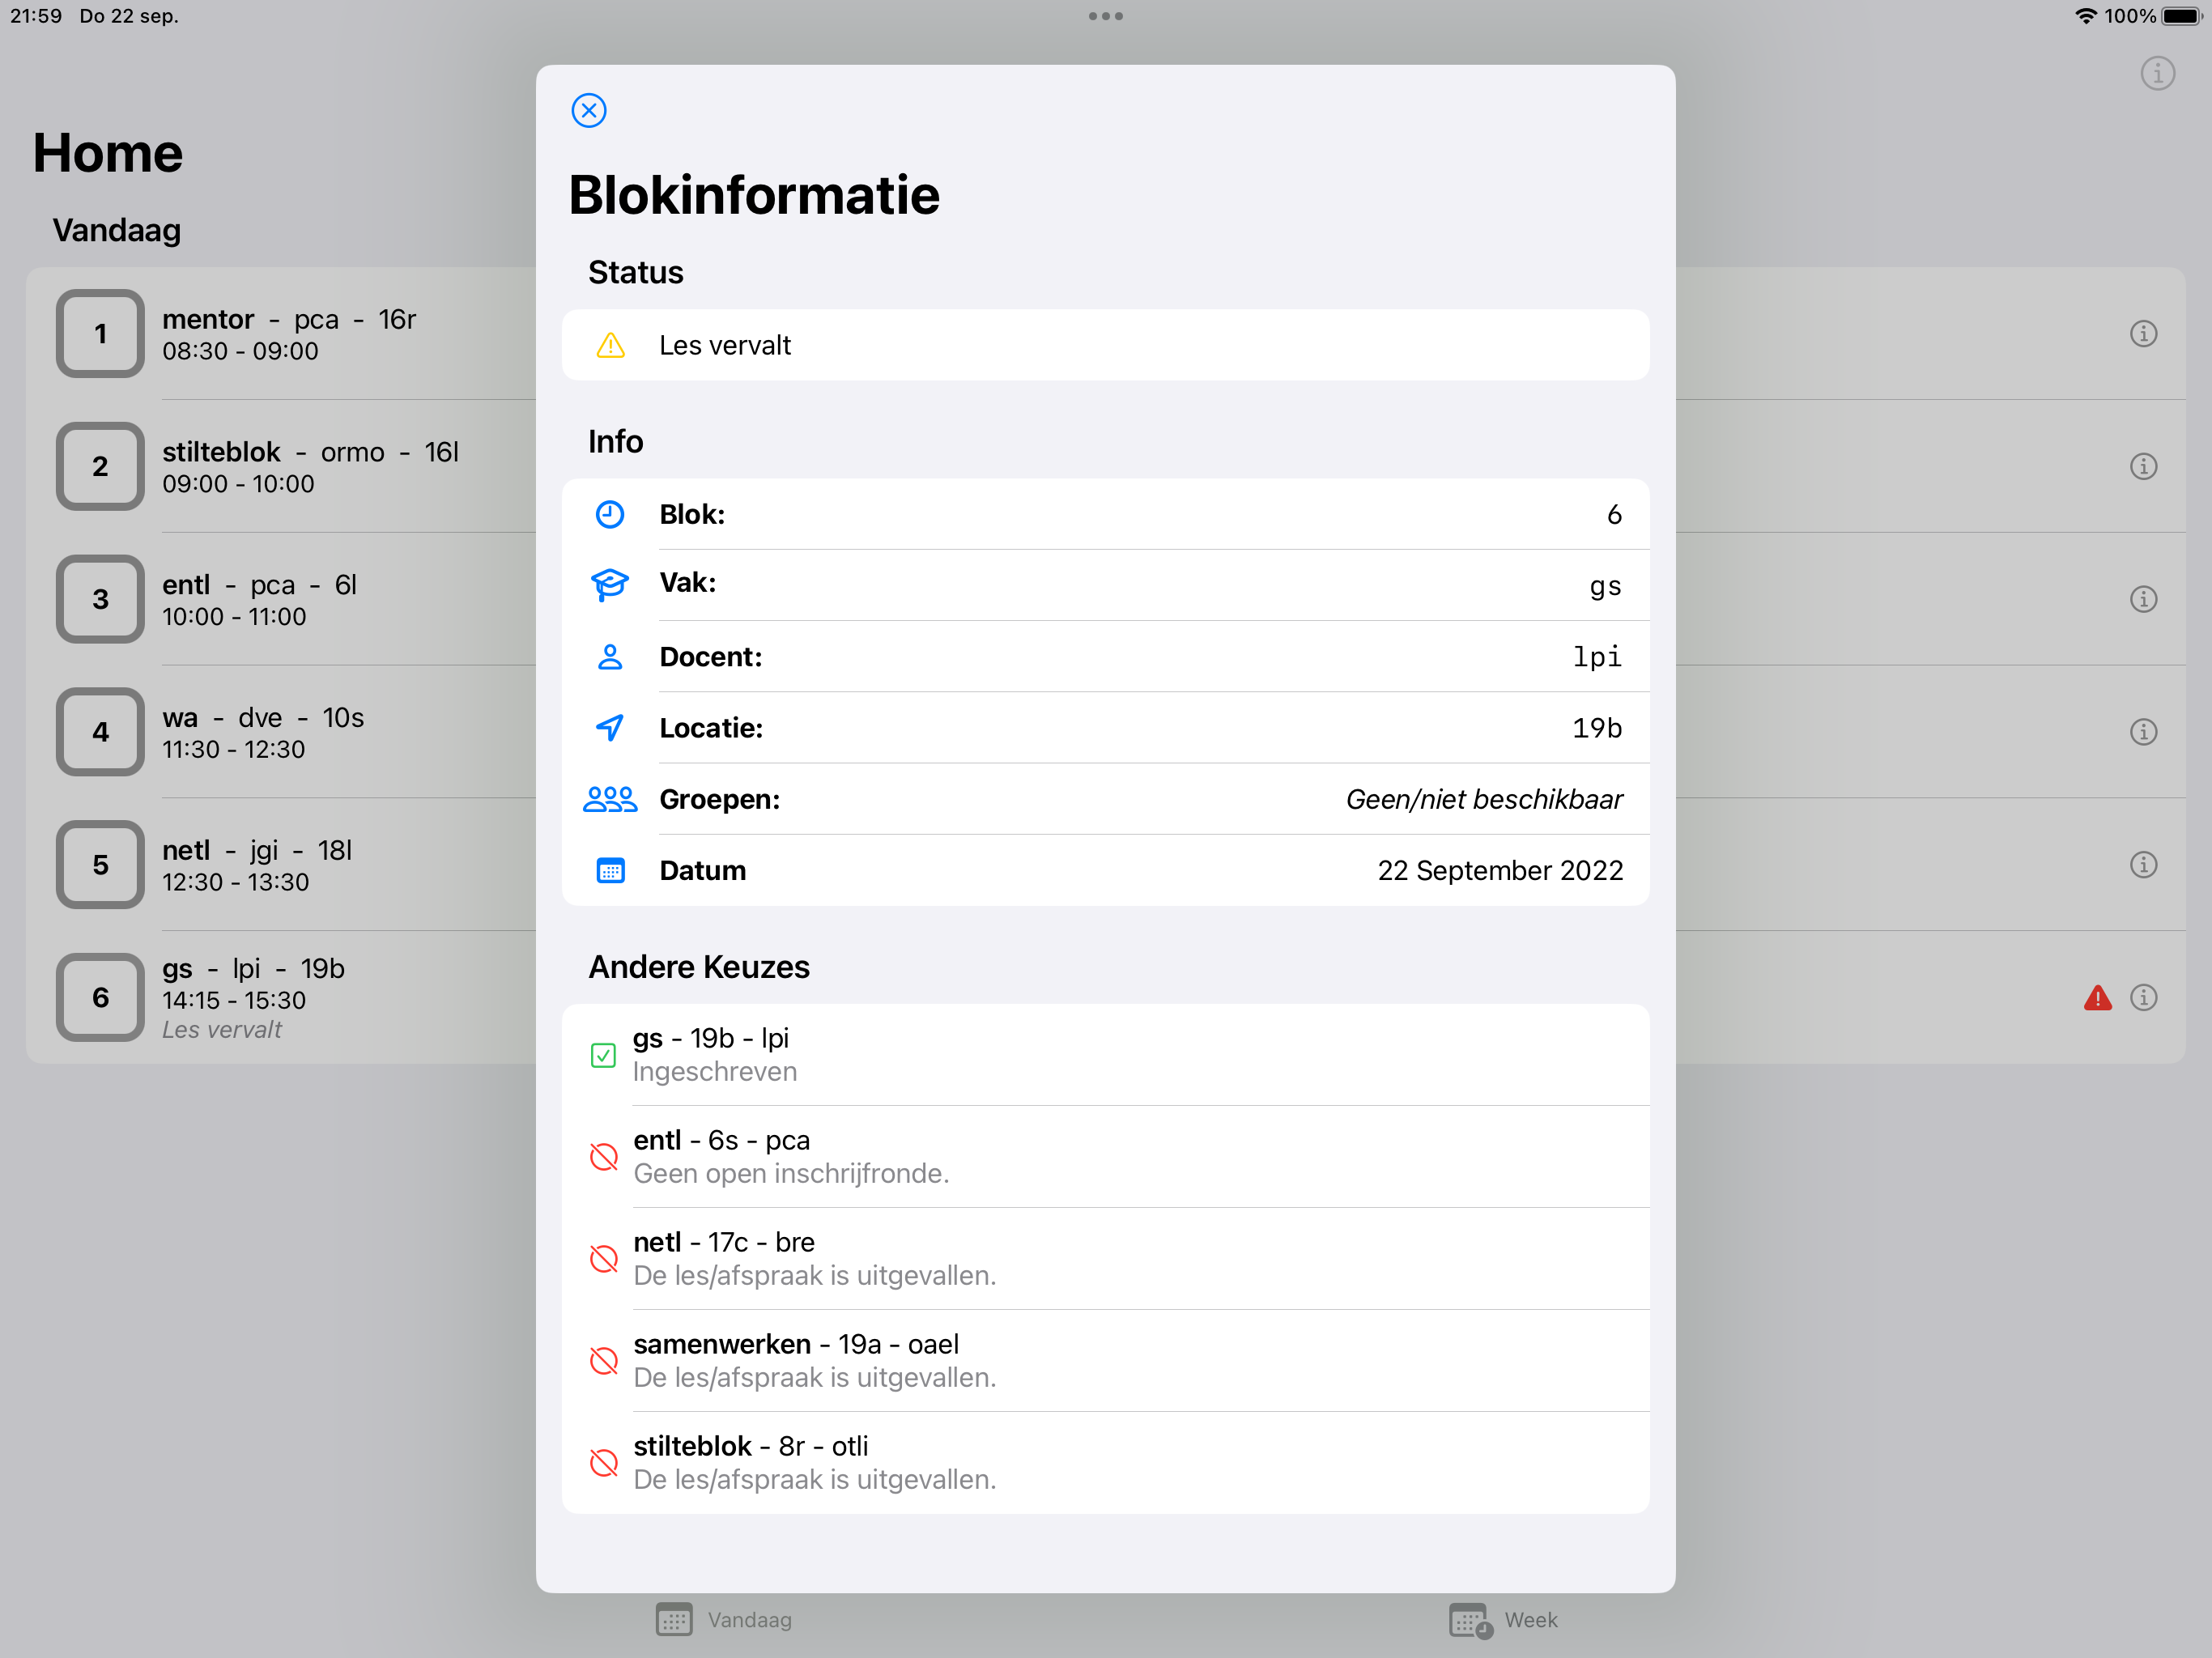 21:59 Do 22 sep.
100%
Home
Vandaag
1
mentor - pca - 16r
08:30 - 09:00
2
stilteblok - ormo - 16l
09:00 - 10:00
3
entl - pca - 6l
10:00 - 11:00
4
wa - dve - 10s
11:30 - 12:30
5
netl - jgi - 18l
12:30 - 13:30
6
gs - lpi - 19b
14:15 - 15:30
Les vervalt
Blokinformatie
Status
Les vervalt
Info
Blok: 6
Vak: gs
Docent: lpi
Locatie: 19b
Groepen: Geen/niet beschikbaar
Datum 22 September 2022
Andere Keuzes
gs - 19b - lpi
Ingeschreven
entl - 6s - pca
Geen open inschrijfronde.
netl - 17c - bre
De les/afspraak is uitgevallen.
samenwerken - 19a - oael
De les/afspraak is uitgevallen.
stilteblok - 8r - otli
De les/afspraak is uitgevallen.
Vandaag
Week